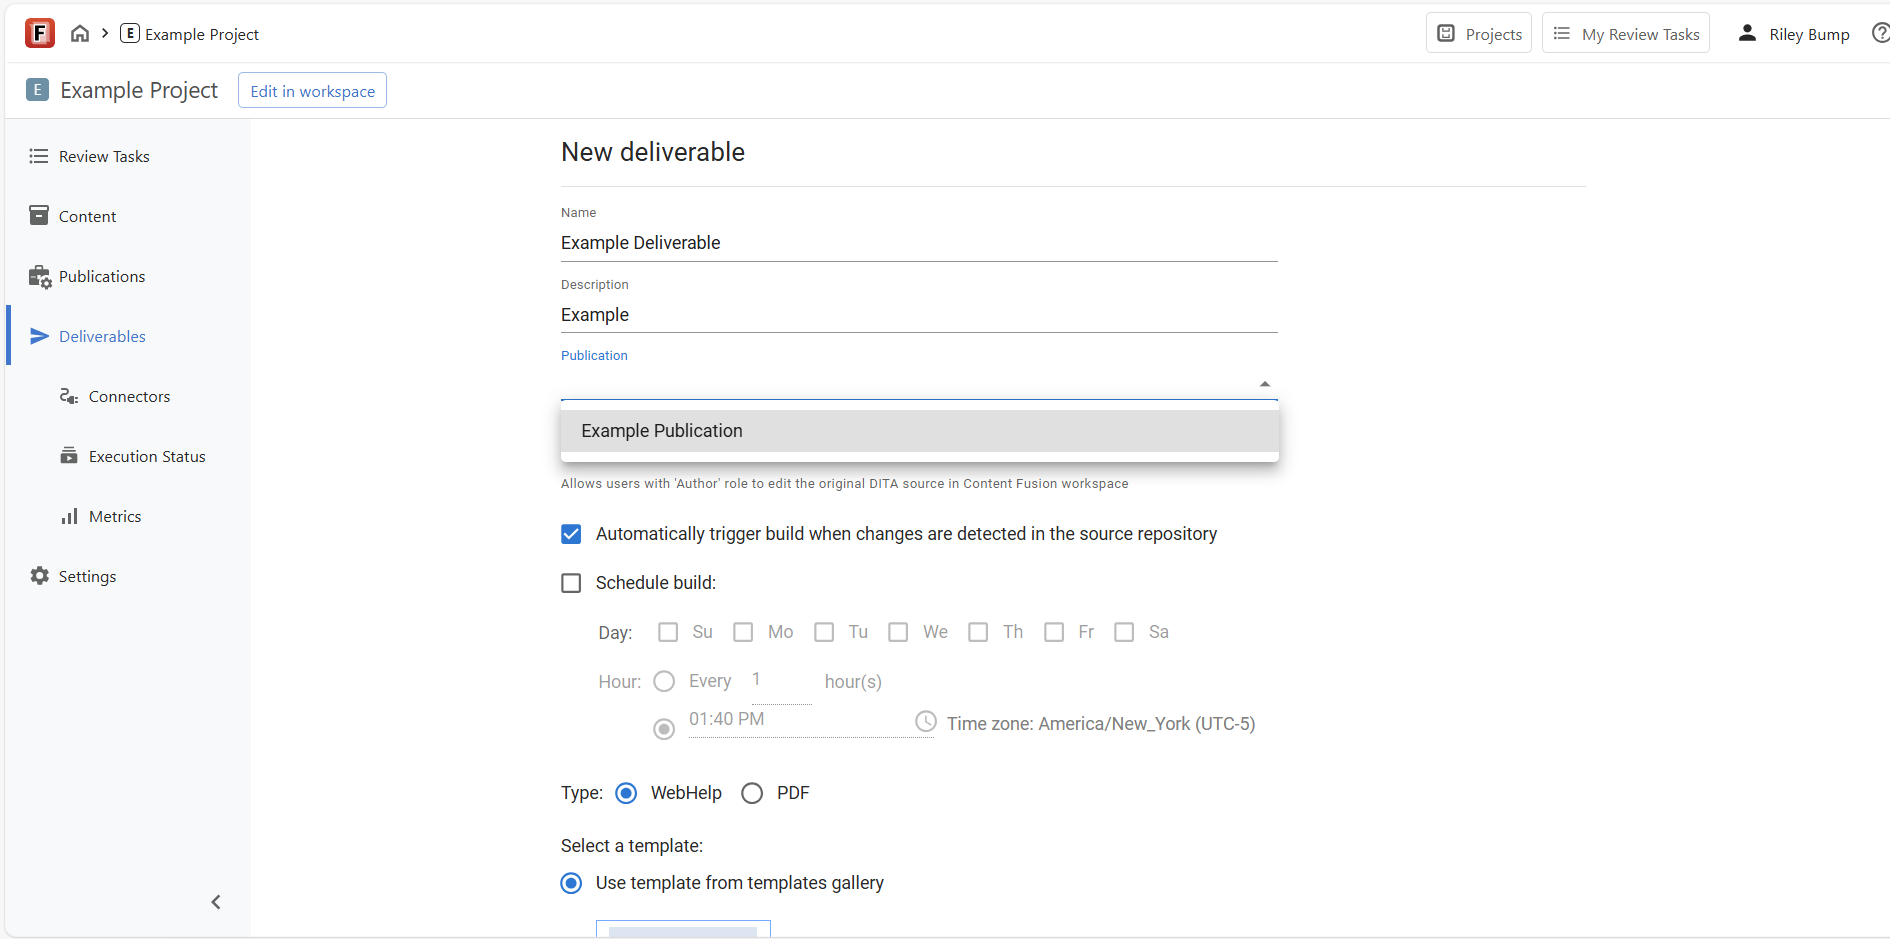 F E Example Project Projects My Review Tasks Riley Bump ?
E Example Project Edit in workspace
Review Tasks
Content
Publications
Deliverables
Connectors
Execution Status
Metrics
Settings
New deliverable
Name
Example Deliverable
Description
Example
Publication
Example Publication
Allows users with 'Author' role to edit the original DITA source in Content Fusion workspace
Automatically trigger build when changes are detected in the source repository
Schedule build:
Day: Su Mo Tu We Th Fr Sa
Hour: Every 1 hour(s)
01:40 PM Time zone: America/New_York (UTC-5)
Type: WebHelp PDF
Select a template:
Use template from templates gallery